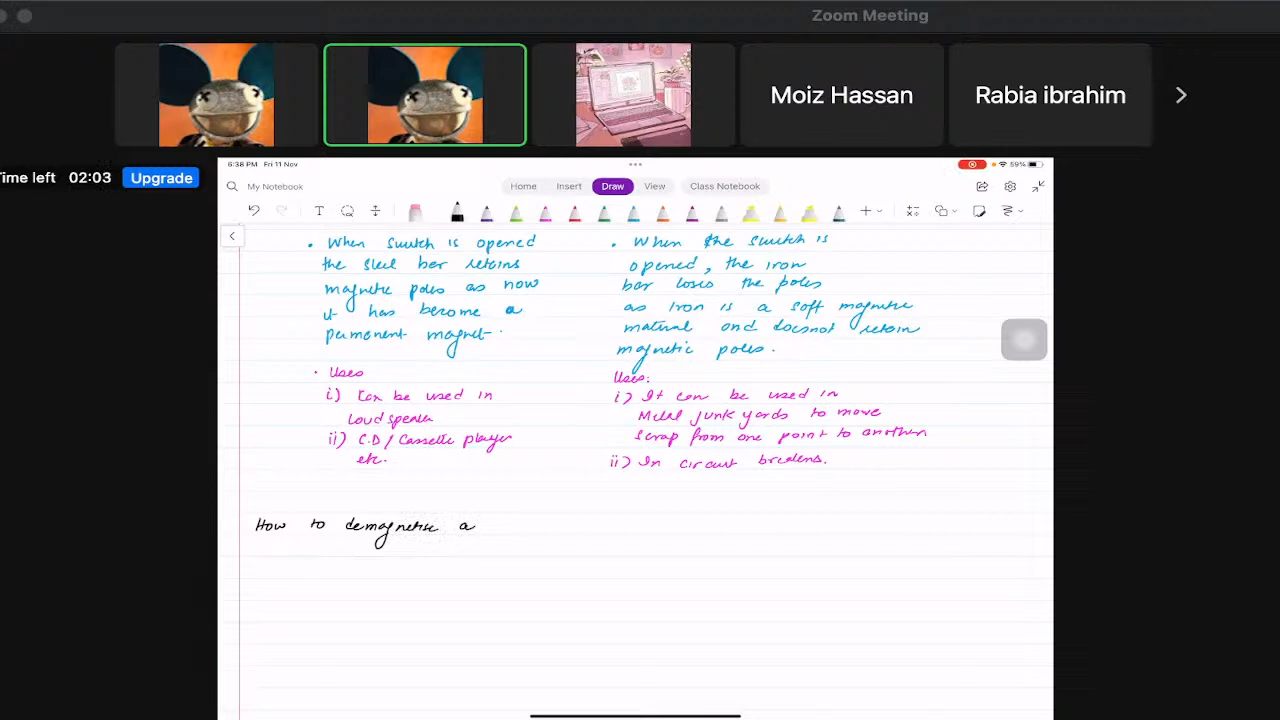 Zoom Meeting
Moiz Hassan
Rabia ibrahim
Time left 02:03 Upgrade
6:38 PM Fri 11 Nov
59%
My Notebook
Home Insert Draw View Class Notebook
• When switch is opened
the steel bar retains
magnetic poles as now
it has become a
permanent magnet.
• Uses
i) Can be used in
loudspeaker
ii) C.D / Cassette player
etc.
• When the switch is
opened, the iron
bar loses the poles
as iron is a soft magnetic
material and doesnot retain
magnetic poles.
Uses:
i) It can be used in
Metal junk yards to move
scrap from one point to another
ii) In circuit breakers.
How to demagnetise a